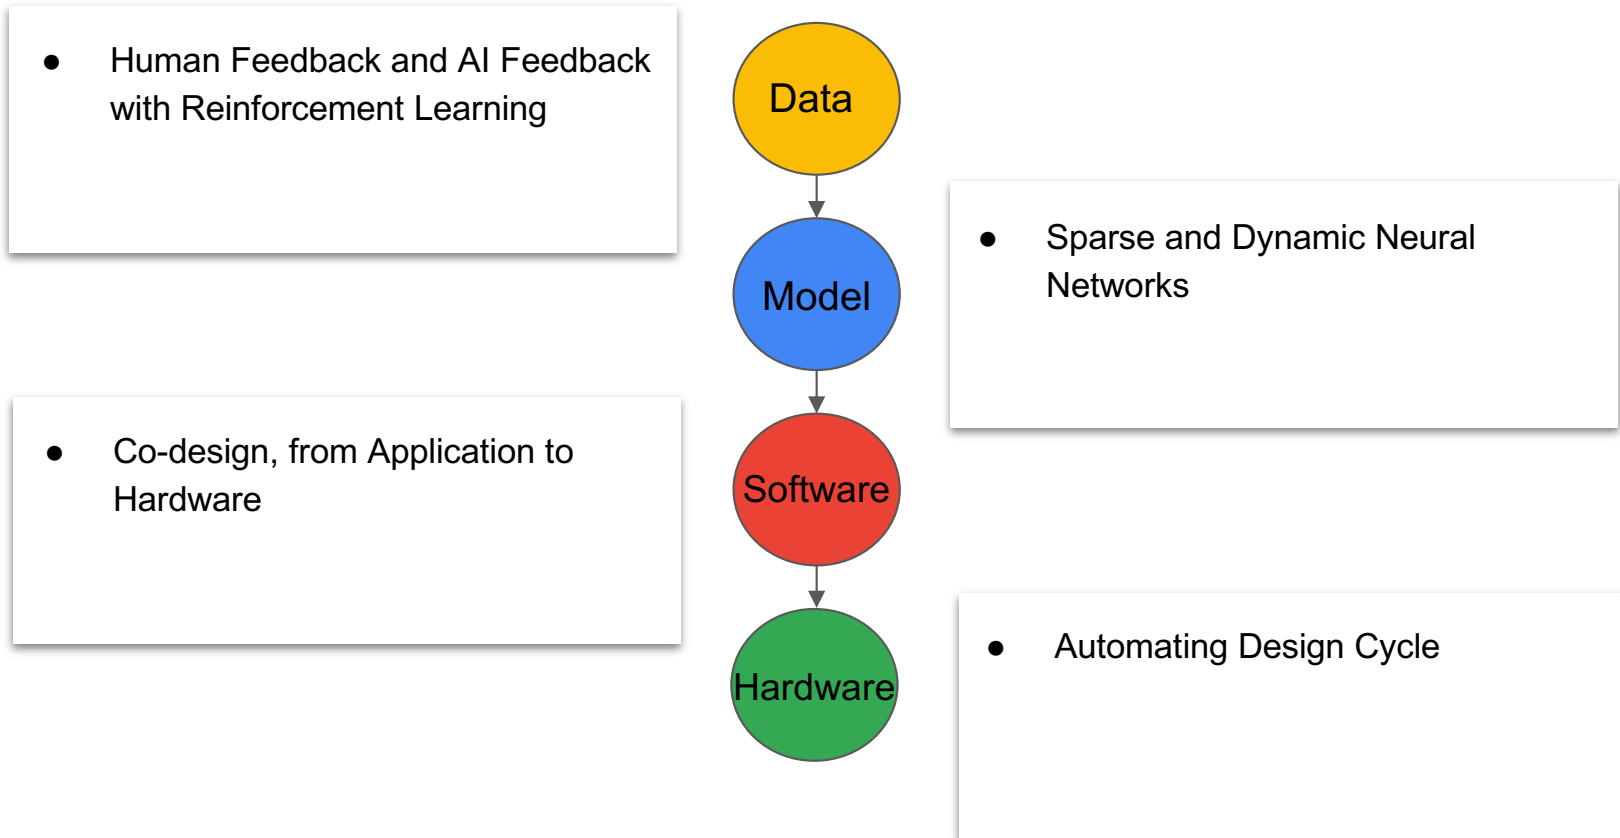 ● Human Feedback and AI Feedback
with Reinforcement Learning
Data
● Sparse and Dynamic Neural
Networks
Model
● Co-design, from Application to
Hardware
Software
● Automating Design Cycle
Hardware